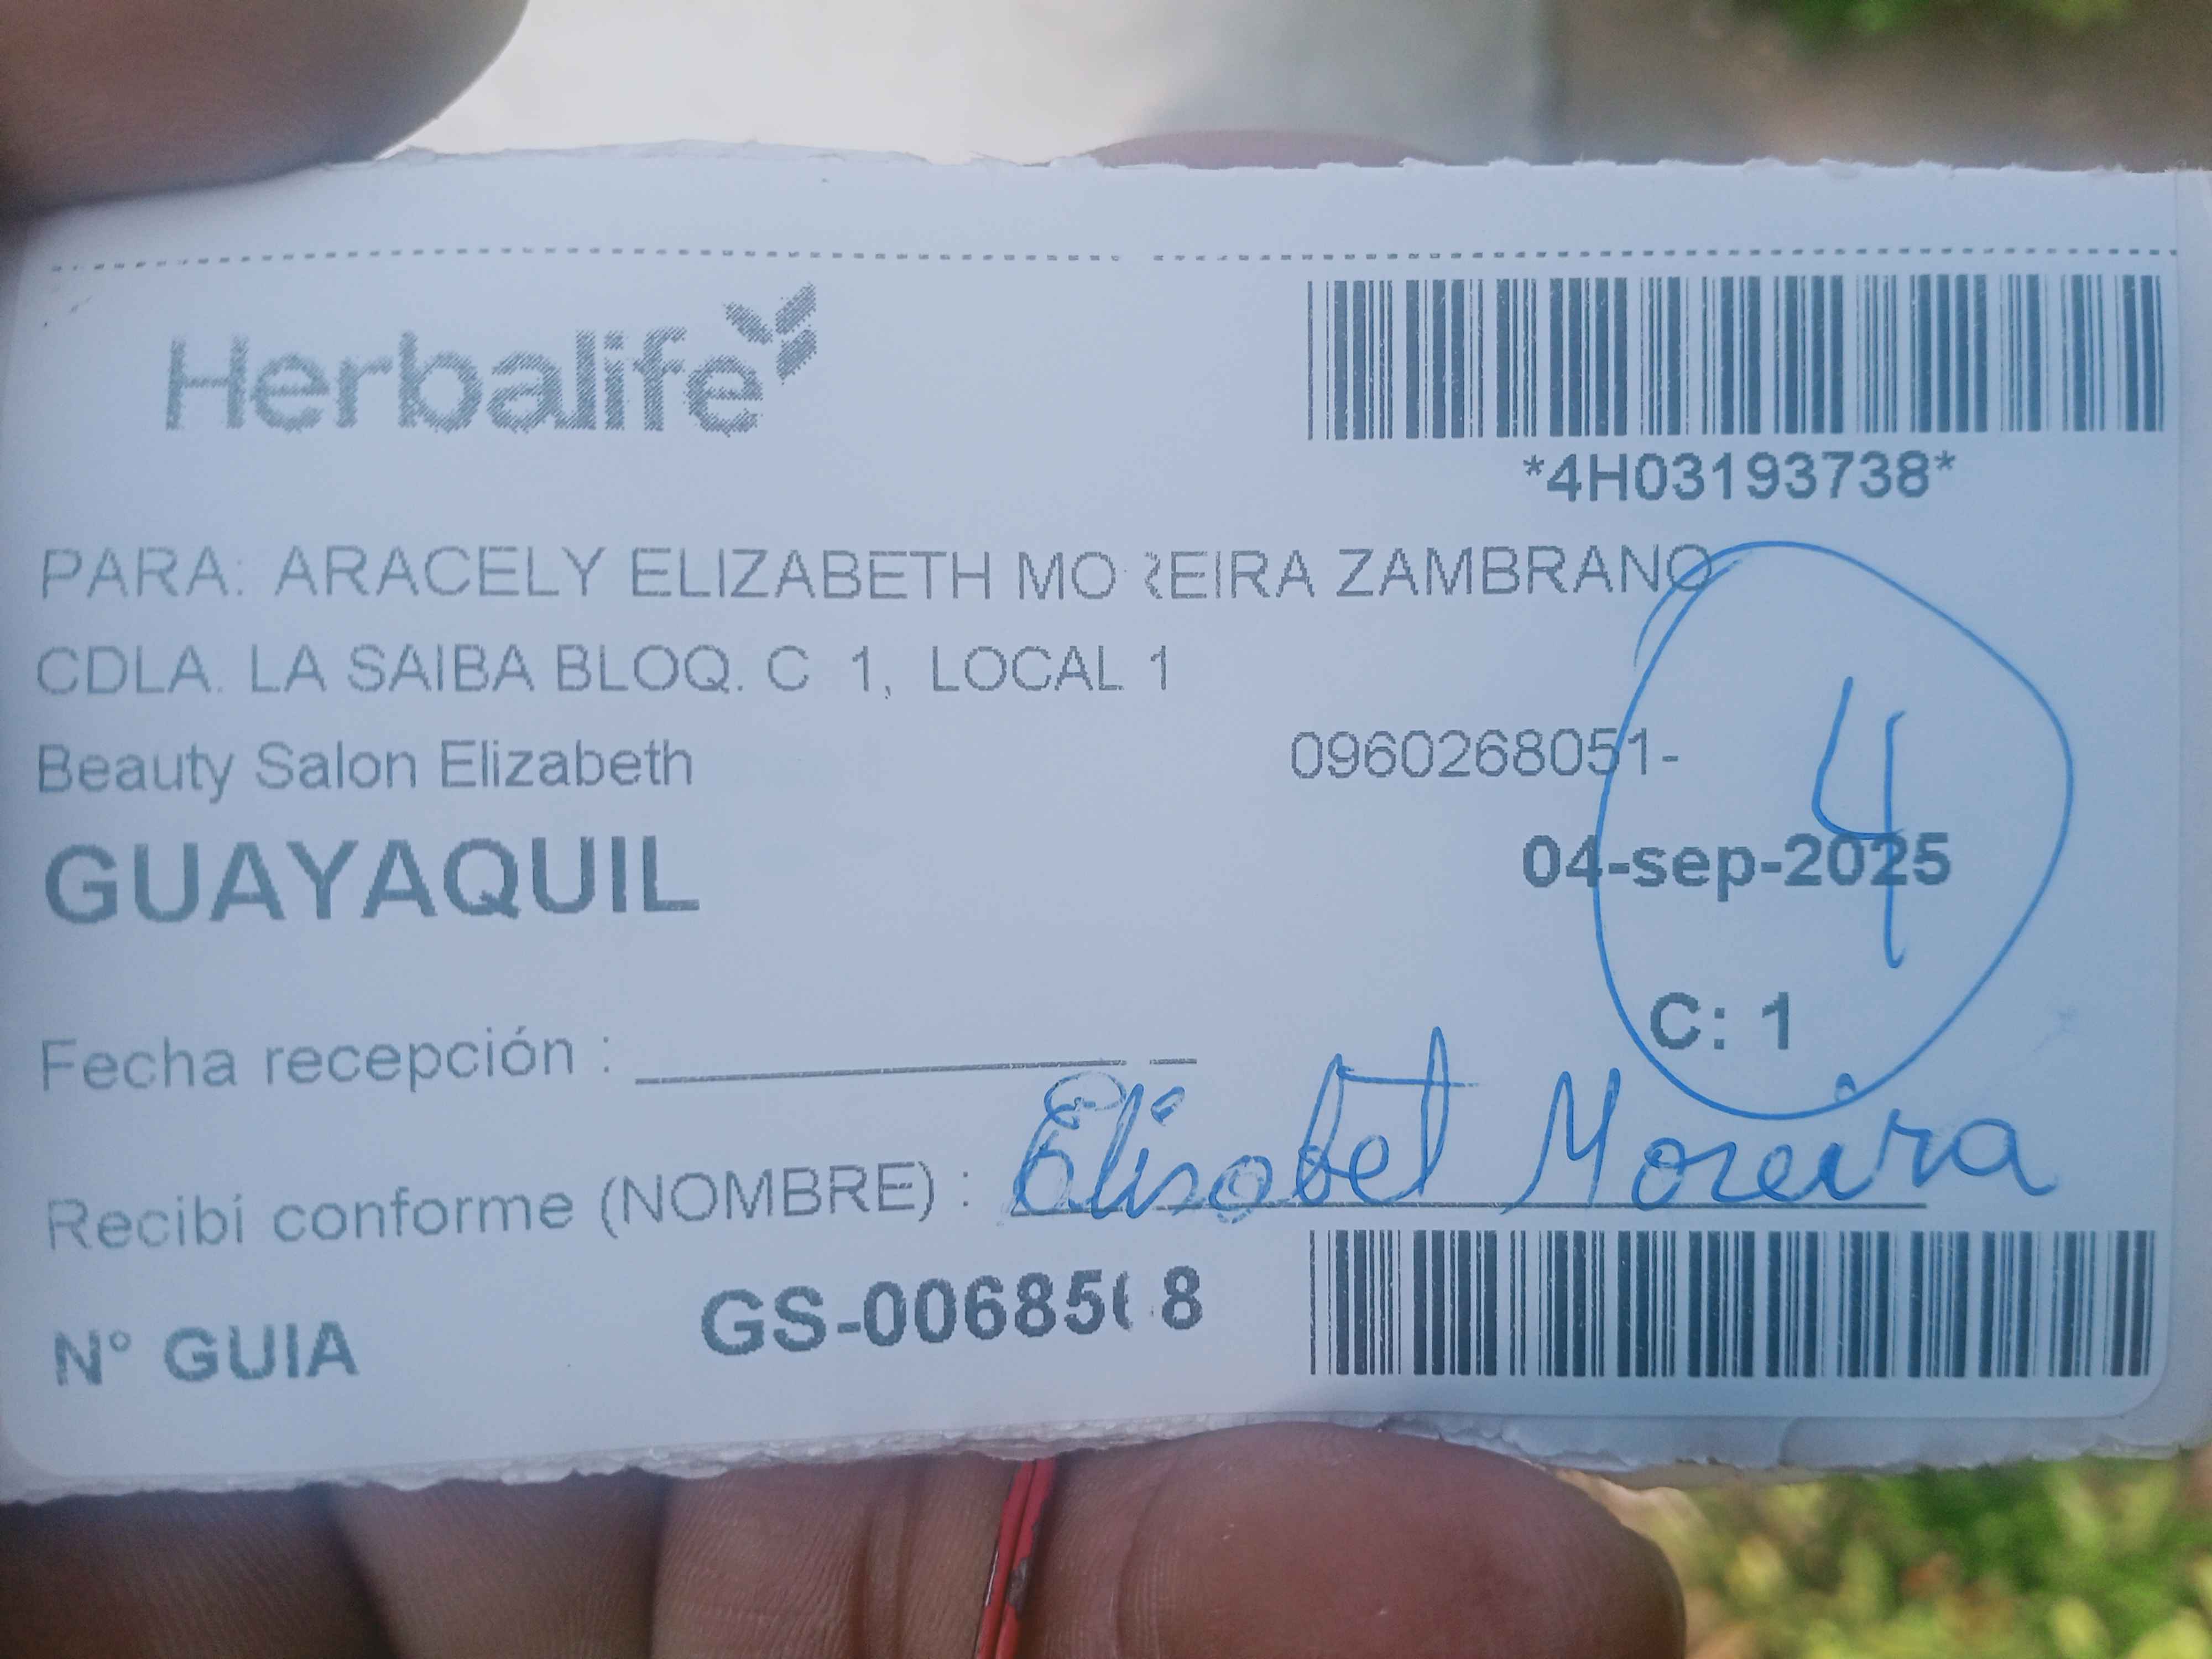 Herbalife
*4H03193738*
PARA: ARACELY ELIZABETH MOREIRA ZAMBRANO
CDLA. LA SAIBA BLOQ. C 1, LOCAL 1
Beauty Salon Elizabeth 0960268051-
GUAYAQUIL 04-sep-2025
4
C: 1
Fecha recepción :
Recibí conforme (NOMBRE) : Elisabet Moreira
N° GUIA